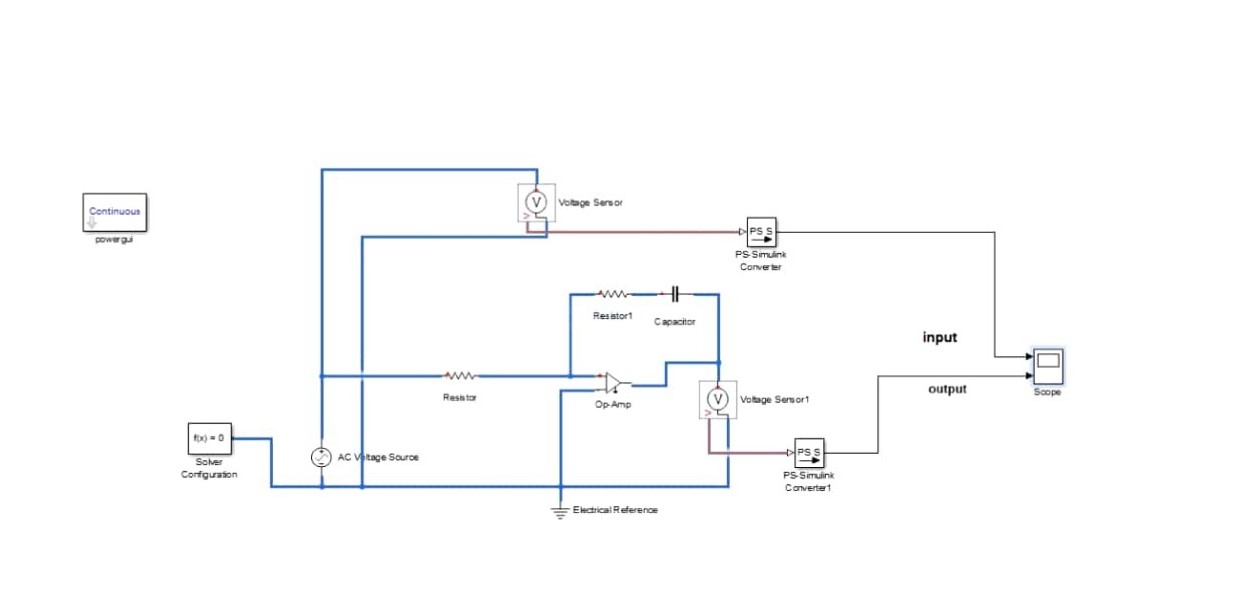 Continuous
powergui
V
Voltage Sensor
PS S
PS-Simulink
Converter
Resistor1
Capacitor
input
Resistor
Op-Amp
V
Voltage Sensor1
output
Scope
f(x) = 0
Solver
Configuration
AC Voltage Source
PS S
PS-Simulink
Converter1
Electrical Reference